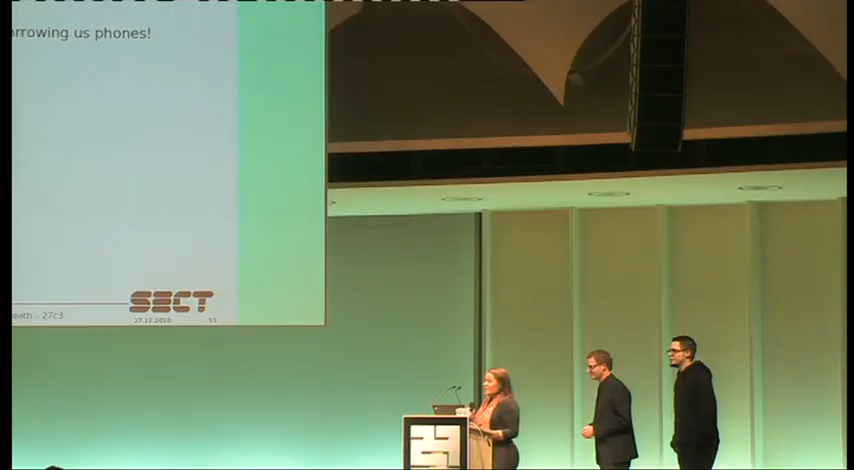 rrowing us phones!
SECT
eath – 27c3
27.12.2010 53